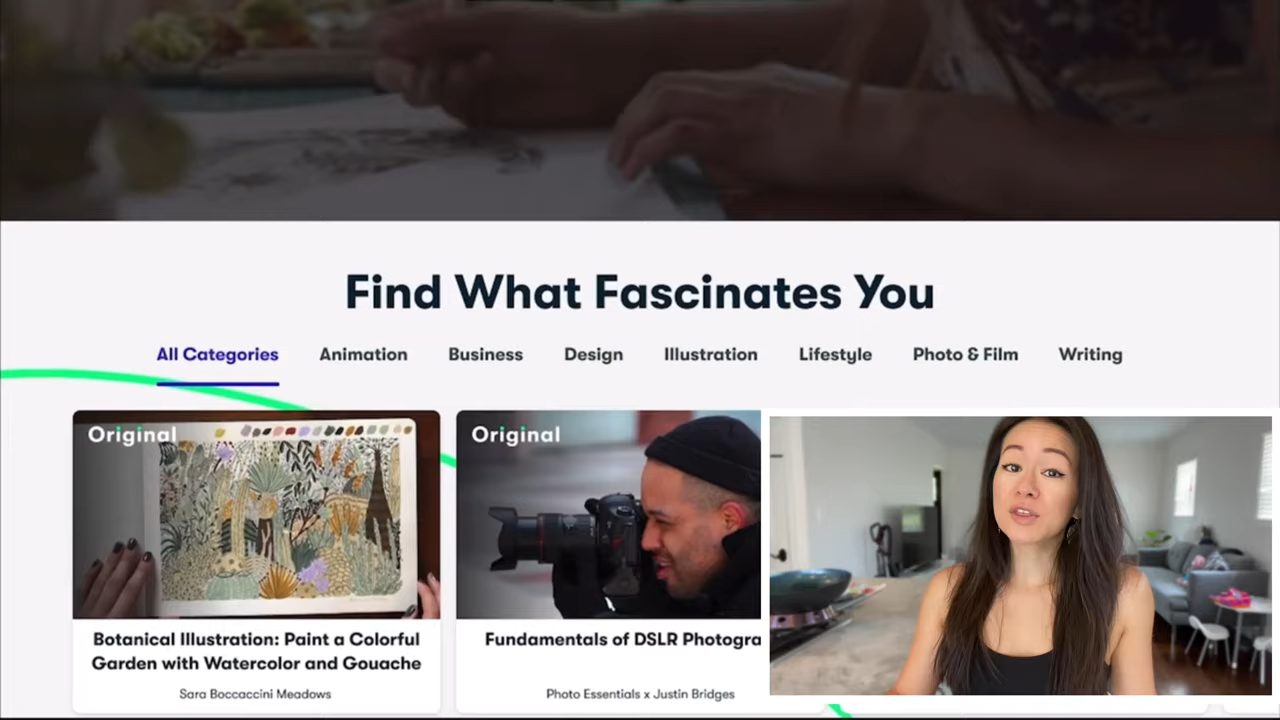 Find What Fascinates You
All Categories Animation Business Design Illustration Lifestyle Photo & Film Writing
Original
Original
Botanical Illustration: Paint a Colorful
Garden with Watercolor and Gouache
Sara Boccaccini Meadows
Fundamentals of DSLR Photogra
Photo Essentials x Justin Bridges